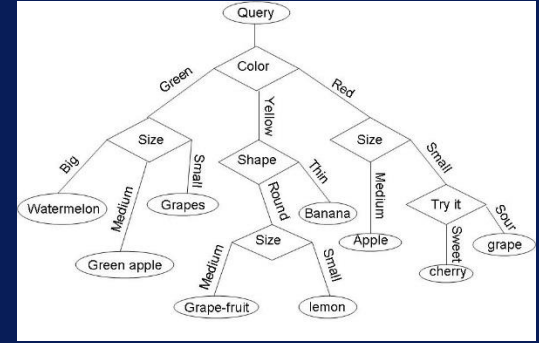 Query
Color
Green
Yellow
Red
Size
Shape
Size
Big
Medium
Small
Round
Thin
Medium
Small
Watermelon
Green apple
Grapes
Size
Banana
Apple
Try it
Medium
Small
Sweet
Sour
Grape-fruit
lemon
cherry
grape